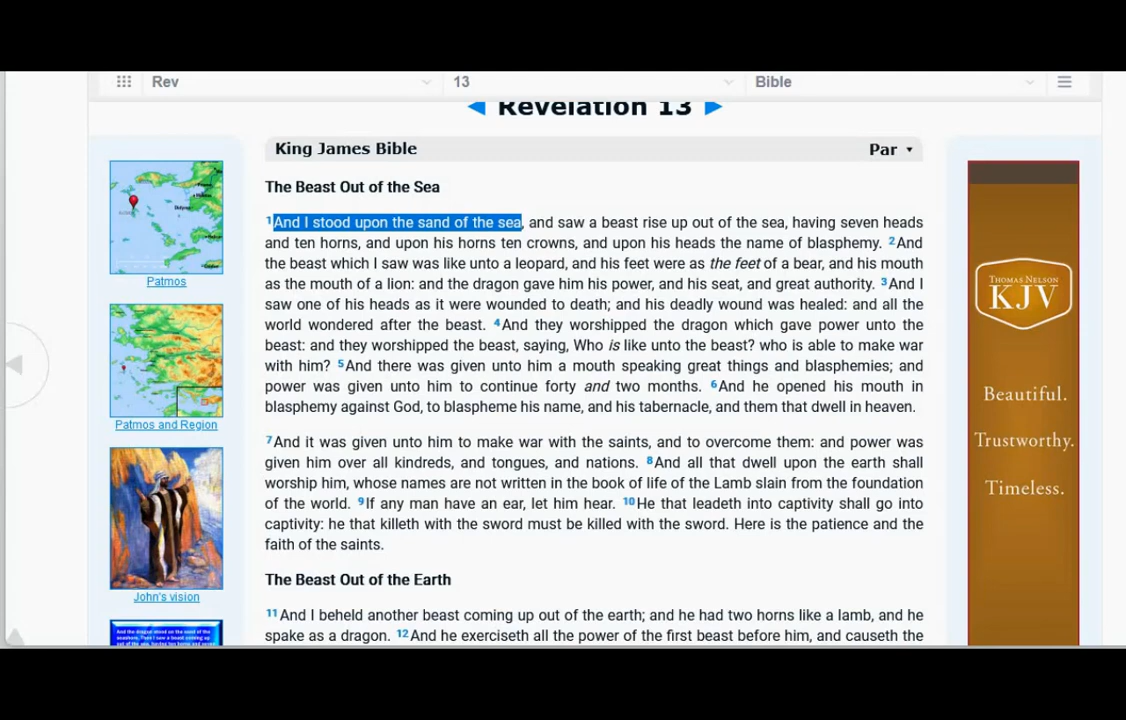 Rev 13 Bible
Revelation 13
King James Bible Par
The Beast Out of the Sea
1And I stood upon the sand of the sea, and saw a beast rise up out of the sea, having seven heads
and ten horns, and upon his horns ten crowns, and upon his heads the name of blasphemy. 2And
the beast which I saw was like unto a leopard, and his feet were as the feet of a bear, and his mouth
as the mouth of a lion: and the dragon gave him his power, and his seat, and great authority. 3And I
saw one of his heads as it were wounded to death; and his deadly wound was healed: and all the
world wondered after the beast. 4And they worshipped the dragon which gave power unto the
beast: and they worshipped the beast, saying, Who is like unto the beast? who is able to make war
with him? 5And there was given unto him a mouth speaking great things and blasphemies; and
power was given unto him to continue forty and two months. 6And he opened his mouth in
blasphemy against God, to blaspheme his name, and his tabernacle, and them that dwell in heaven.
7And it was given unto him to make war with the saints, and to overcome them: and power was
given him over all kindreds, and tongues, and nations. 8And all that dwell upon the earth shall
worship him, whose names are not written in the book of life of the Lamb slain from the foundation
of the world. 9If any man have an ear, let him hear. 10He that leadeth into captivity shall go into
captivity: he that killeth with the sword must be killed with the sword. Here is the patience and the
faith of the saints.
The Beast Out of the Earth
11And I beheld another beast coming up out of the earth; and he had two horns like a lamb, and he
spake as a dragon. 12And he exerciseth all the power of the first beast before him, and causeth the
Patmos
Patmos and Region
John's vision
And the dragon stood on the sand of the
THOMAS NELSON
KJV
Beautiful.
Trustworthy.
Timeless.